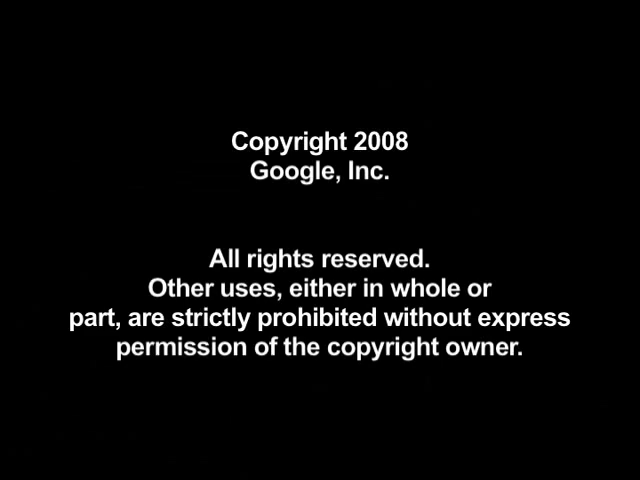 Copyright 2008
Google, Inc.
All rights reserved.
Other uses, either in whole or
part, are strictly prohibited without express
permission of the copyright owner.